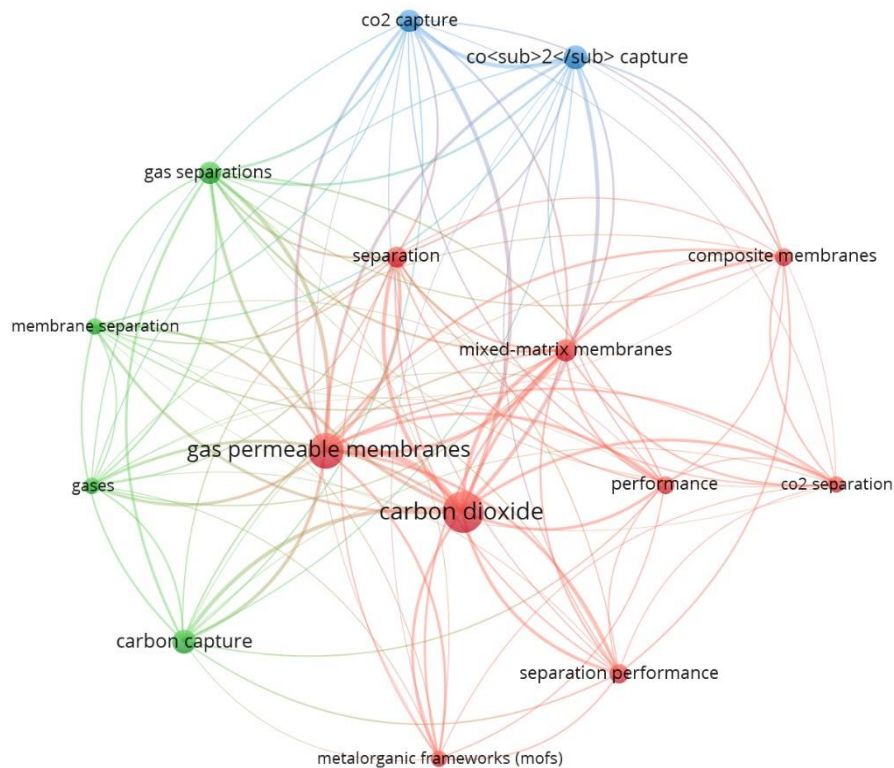 co2 capture
co<sub>2</sub> capture
gas separations
separation
composite membranes
membrane separation
mixed-matrix membranes
gas permeable membranes
gases
performance
co2 separation
carbon dioxide
carbon capture
separation performance
metalorganic frameworks (mofs)